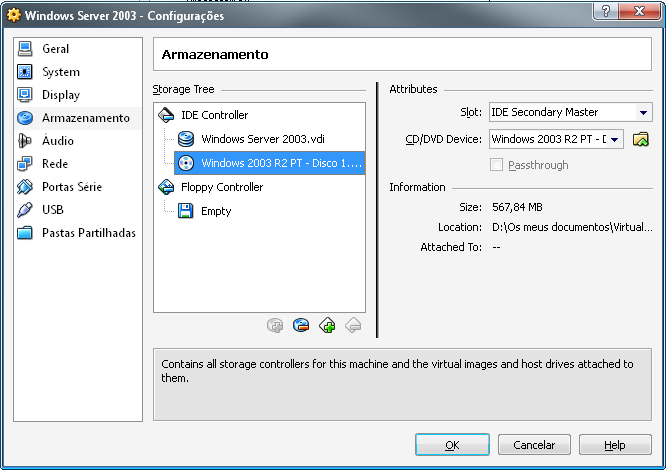 Windows Server 2003 - Configurações
Geral
System
Display
Armazenamento
Áudio
Rede
Portas Série
USB
Pastas Partilhadas
Armazenamento
Storage Tree
IDE Controller
Windows Server 2003.vdi
Windows 2003 R2 PT - Disco 1....
Floppy Controller
Empty
Attributes
Slot: IDE Secondary Master
CD/DVD Device: Windows 2003 R2 PT - D
Passthrough
Information
Size: 567,84 MB
Location: D:\Os meus documentos\Virtual...
Attached To: --
Contains all storage controllers for this machine and the virtual images and host drives attached to
them.
OK Cancelar Help